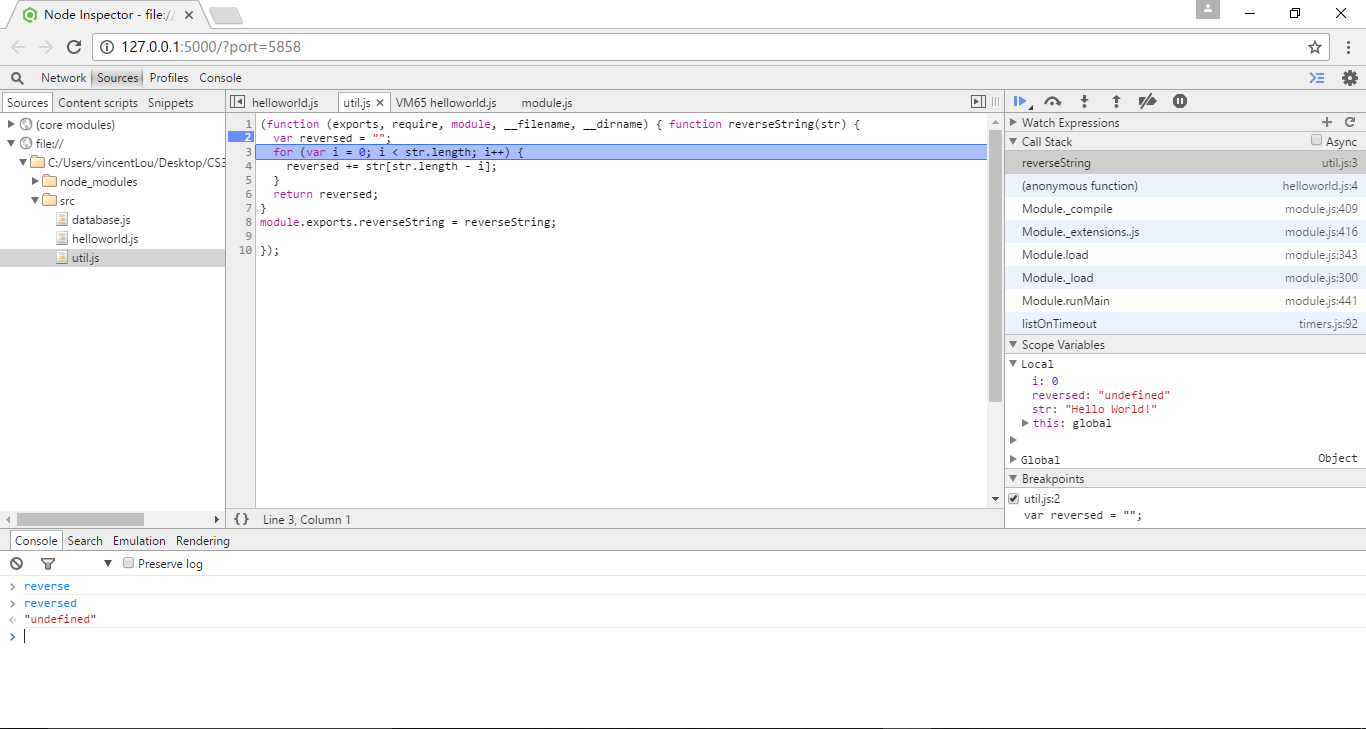 Node Inspector - file://
127.0.0.1:5000/?port=5858
Network Sources Profiles Console
Sources Content scripts Snippets
helloworld.js util.js VM65 helloworld.js module.js
(core modules)
file://
C:/Users/vincentLou/Desktop/CS3
node_modules
src
database.js
helloworld.js
util.js
1 (function (exports, require, module, __filename, __dirname) { function reverseString(str) {
2 var reversed = "";
3 for (var i = 0; i < str.length; i++) {
4 reversed += str[str.length - i];
5 }
6 return reversed;
7 }
8 module.exports.reverseString = reverseString;
9
10 });
{} Line 3, Column 1
Watch Expressions
Call Stack Async
reverseString util.js:3
(anonymous function) helloworld.js:4
Module._compile module.js:409
Module._extensions..js module.js:416
Module.load module.js:343
Module._load module.js:300
Module.runMain module.js:441
listOnTimeout timers.js:92
Scope Variables
Local
i: 0
reversed: "undefined"
str: "Hello World!"
this: global
Global Object
Breakpoints
util.js:2
var reversed = "";
Console Search Emulation Rendering
Preserve log
> reverse
> reversed
"undefined"
>